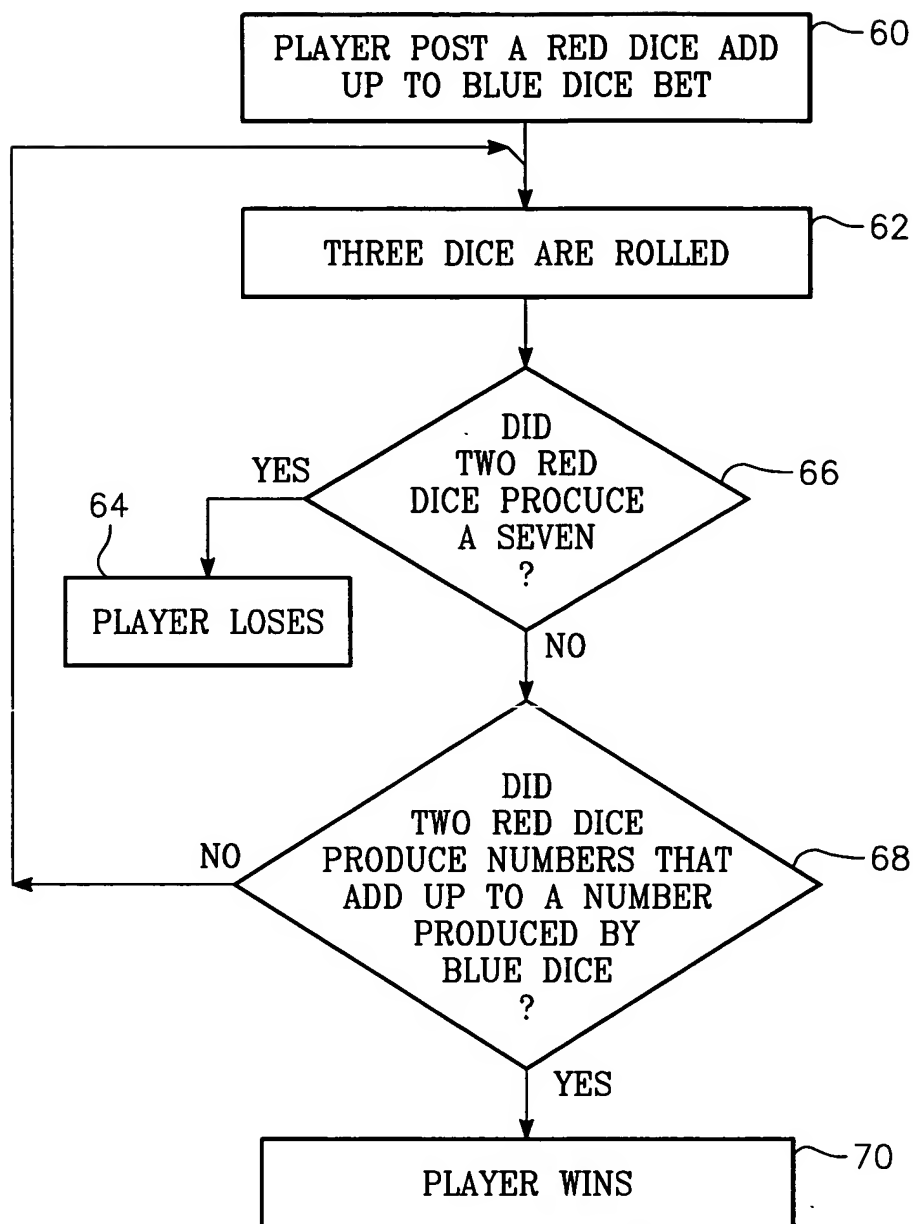 PLAYER POST A RED DICE ADD
UP TO BLUE DICE BET
60
THREE DICE ARE ROLLED
62
DID
TWO RED
DICE PROCUCE
A SEVEN
?
66
YES
64
PLAYER LOSES
NO
DID
TWO RED DICE
PRODUCE NUMBERS THAT
ADD UP TO A NUMBER
PRODUCED BY
BLUE DICE
?
68
NO
YES
PLAYER WINS
70